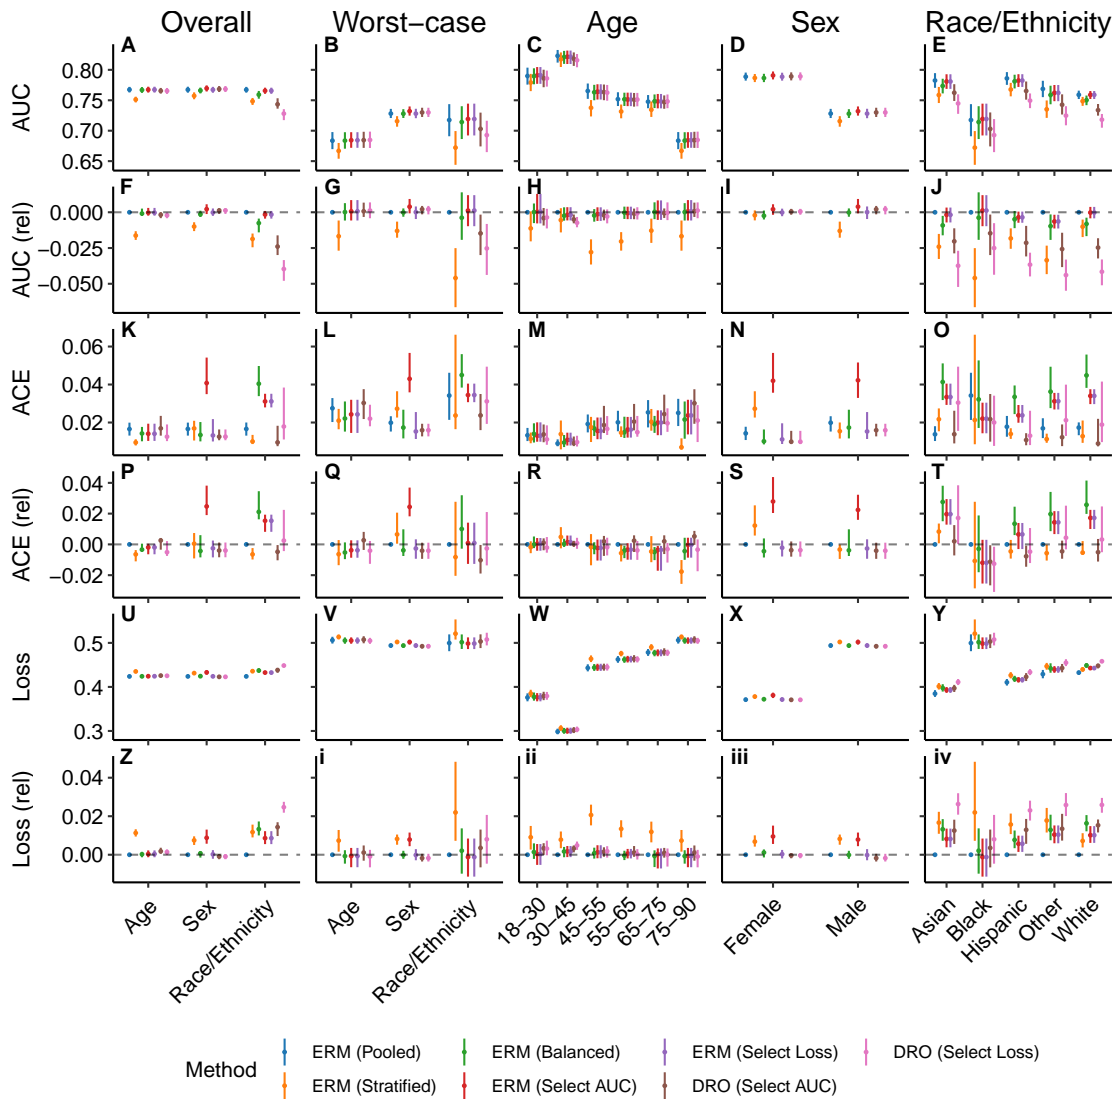 Overall Worst−case Age Sex Race/Ethnicity
A B C D E
AUC
0.80
0.75
0.70
0.65
F G H I J
AUC (rel)
0.000
−0.025
−0.050
K L M N O
ACE
0.06
0.04
0.02
P Q R S T
ACE (rel)
0.04
0.02
0.00
−0.02
U V W X Y
Loss
0.5
0.4
0.3
Z i ii iii iv
Loss (rel)
0.04
0.02
0.00
Age Sex Race/Ethnicity Age Sex Race/Ethnicity 18−30 30−45 45−55 55−65 65−75 75−90 Female Male Asian Black Hispanic Other White
Method
ERM (Pooled) ERM (Balanced) ERM (Select Loss) DRO (Select Loss)
ERM (Stratified) ERM (Select AUC) DRO (Select AUC)